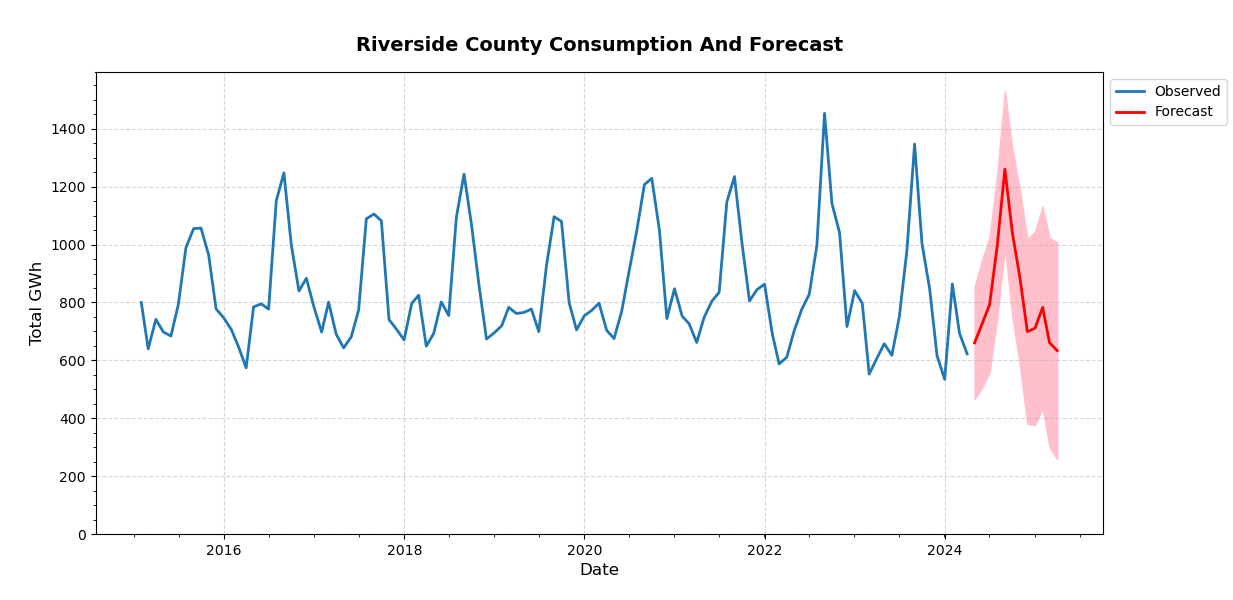 Riverside County Consumption And Forecast
Observed
Forecast
Total GWh
1400
1200
1000
800
600
400
200
0
2016 2018 2020 2022 2024
Date